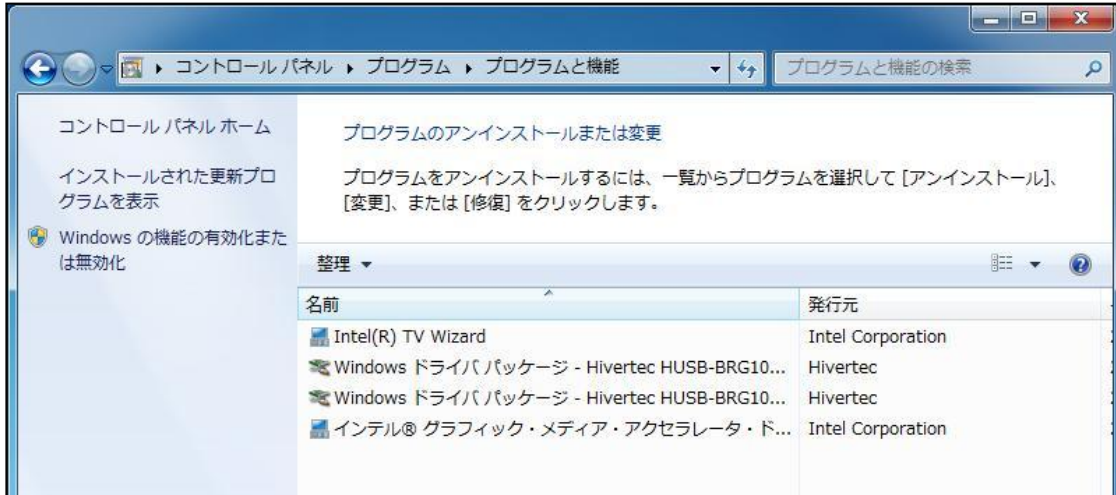 コントロール パネル ▸ プログラム ▸ プログラムと機能
プログラムと機能の検索
コントロール パネル ホーム
インストールされた更新プロ
グラムを表示
Windows の機能の有効化また
は無効化
プログラムのアンインストールまたは変更
プログラムをアンインストールするには、一覧からプログラムを選択して [アンインストール]、
[変更]、または [修復] をクリックします。
整理 ▼
名前 発行元
Intel(R) TV Wizard Intel Corporation
Windows ドライバ パッケージ - Hivertec HUSB-BRG10... Hivertec
Windows ドライバ パッケージ - Hivertec HUSB-BRG10... Hivertec
インテル® グラフィック・メディア・アクセラレータ・ド... Intel Corporation